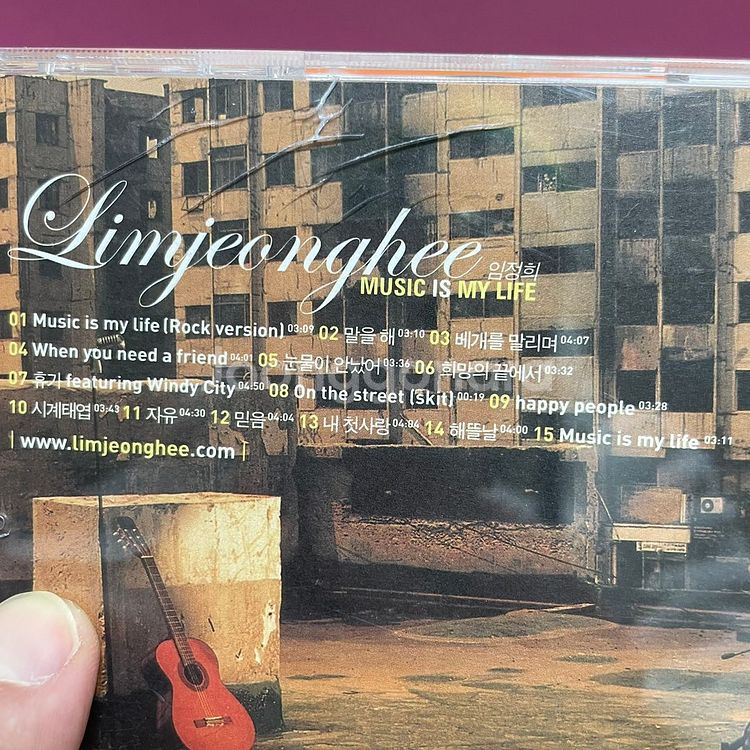 Limjeonghee 임정희
MUSIC IS MY LIFE
01 Music is my life (Rock version) 03:09 02 말을 해 03:10 03 베개를 말리며 04:07
04 When you need a friend 04:01 05 눈물이 안났어 03:36 06 희망의 끝에서 03:32
07 휴가 featuring Windy City 04:50 08 On the street (skit) 00:19 09 happy people 03:28
10 시계태엽 03:43 11 자유 04:30 12 믿음 04:04 13 내 첫사랑 04:04 14 해뜰날 04:00 15 Music is my life 03:11
| www.limjeonghee.com |